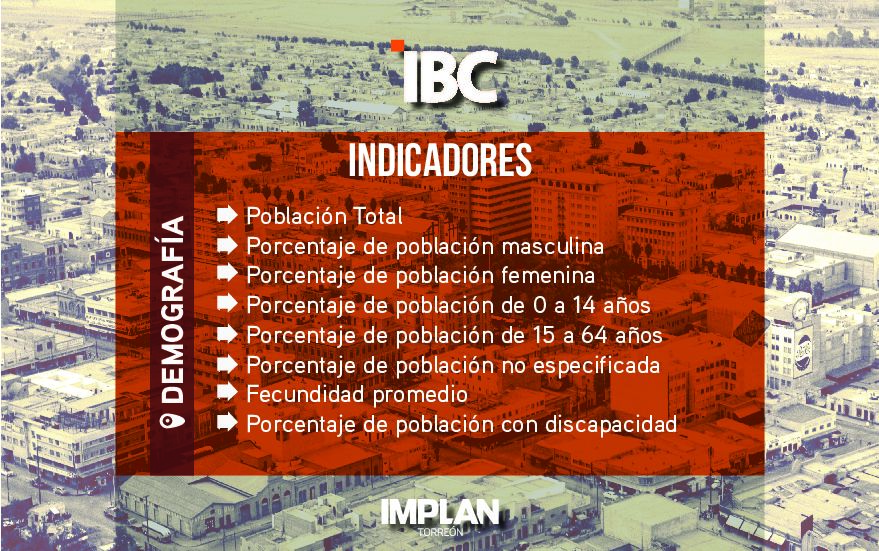 IBC
INDICADORES
DEMOGRAFÍA
Población Total
Porcentaje de población masculina
Porcentaje de población femenina
Porcentaje de población de 0 a 14 años
Porcentaje de población de 15 a 64 años
Porcentaje de población no especificada
Fecundidad promedio
Porcentaje de población con discapacidad
IMPLAN
TORREÓN